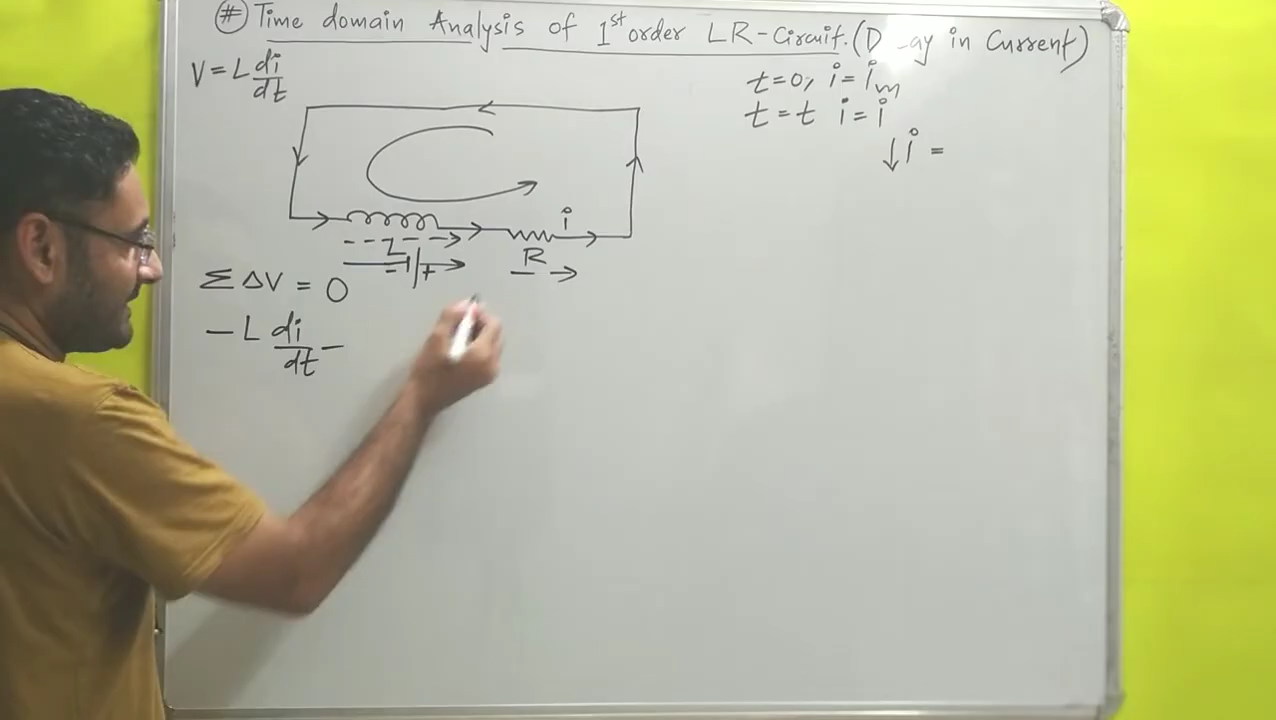 # Time domain Analysis of 1st order LR-Circuit. (D ay in Current)
V = L di/dt
t=0, i = im
t = t i = i
↓i =
i
L
R
- +
Σ ΔV = 0
- L di/dt -